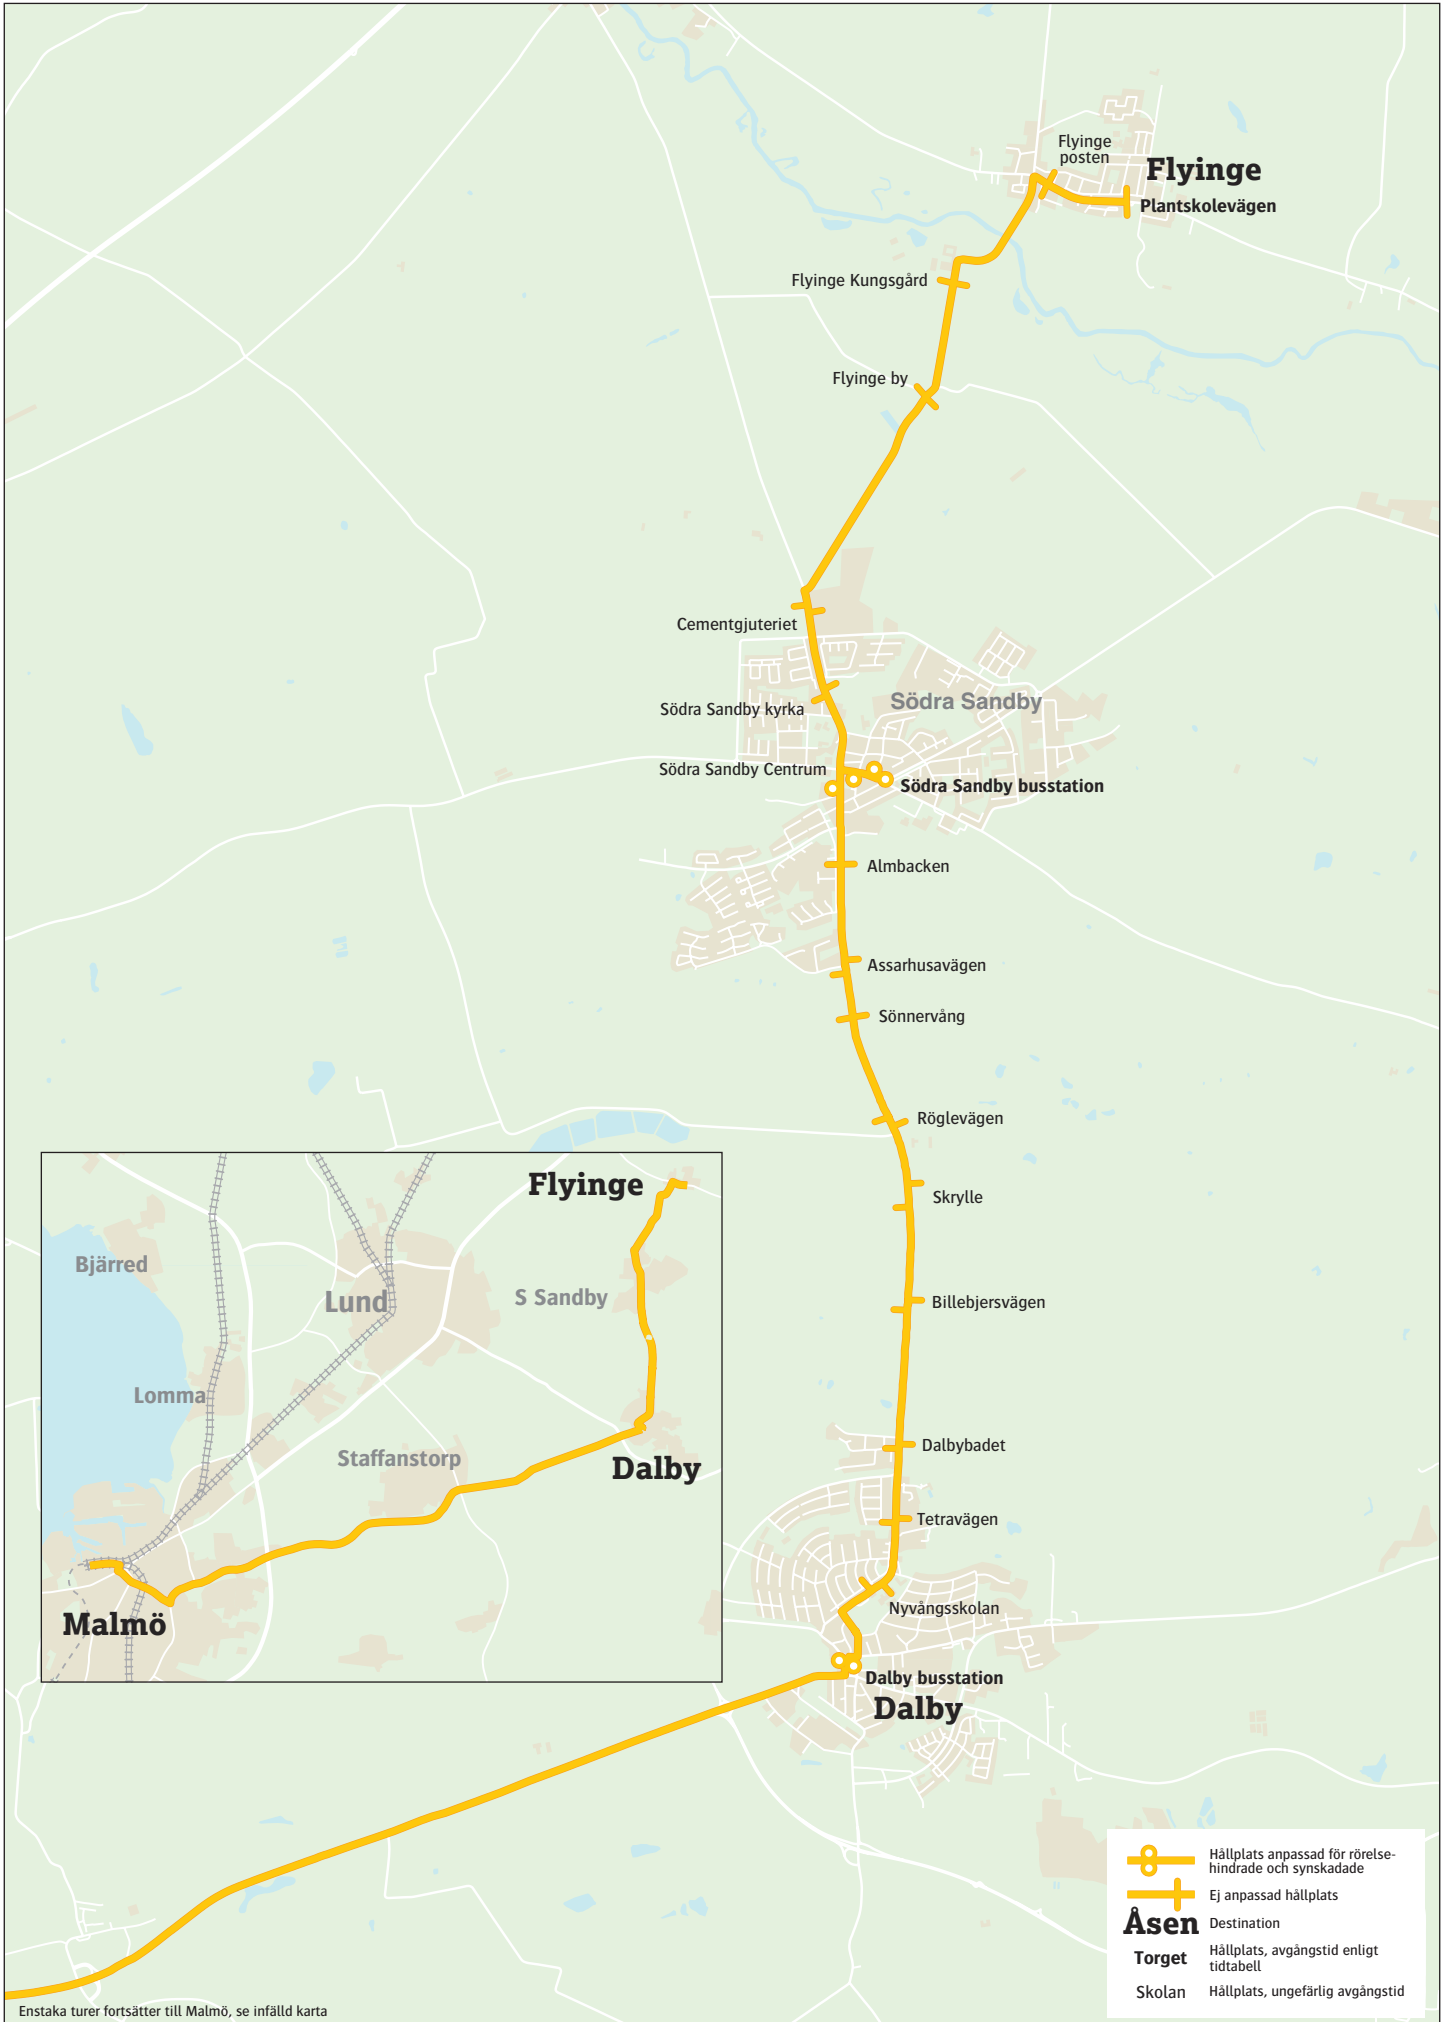 Flyinge
posten
Flyinge
Plantskolevägen
Flyinge Kungsgård
Flyinge by
Cementgjuteriet
Södra Sandby
Södra Sandby kyrka
Södra Sandby Centrum
Södra Sandby busstation
Almbacken
Assarhusavägen
Sönnervång
Röglevägen
Skrylle
Billebjersvägen
Dalbybadet
Tetravägen
Nyvångsskolan
Dalby busstation
Dalby
Flyinge
Bjärred
Lund
S Sandby
Lomma
Staffanstorp
Dalby
Malmö
Hållplats anpassad för rörelse-
hindrade och synskadade
Ej anpassad hållplats
Åsen Destination
Torget Hållplats, avgångstid enligt
tidtabell
Skolan Hållplats, ungefärlig avgångstid
Enstaka turer fortsätter till Malmö, se infälld karta